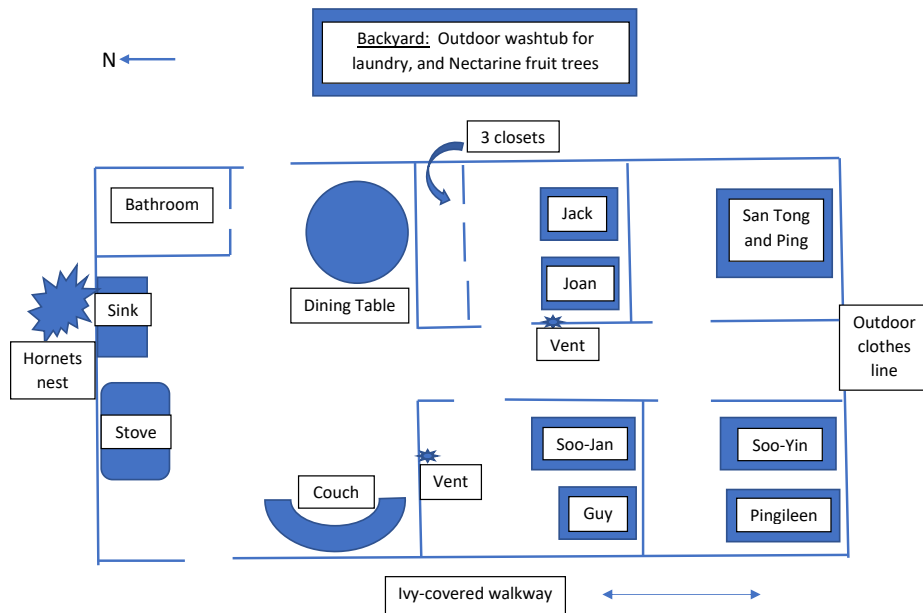 Backyard: Outdoor washtub for
laundry, and Nectarine fruit trees
N
3 closets
Bathroom
Jack
San Tong
and Ping
Joan
Dining Table
Sink
Vent
Outdoor
clothes
line
Hornets
nest
Stove
Soo-Jan
Soo-Yin
Couch
Vent
Guy
Pingileen
Ivy-covered walkway